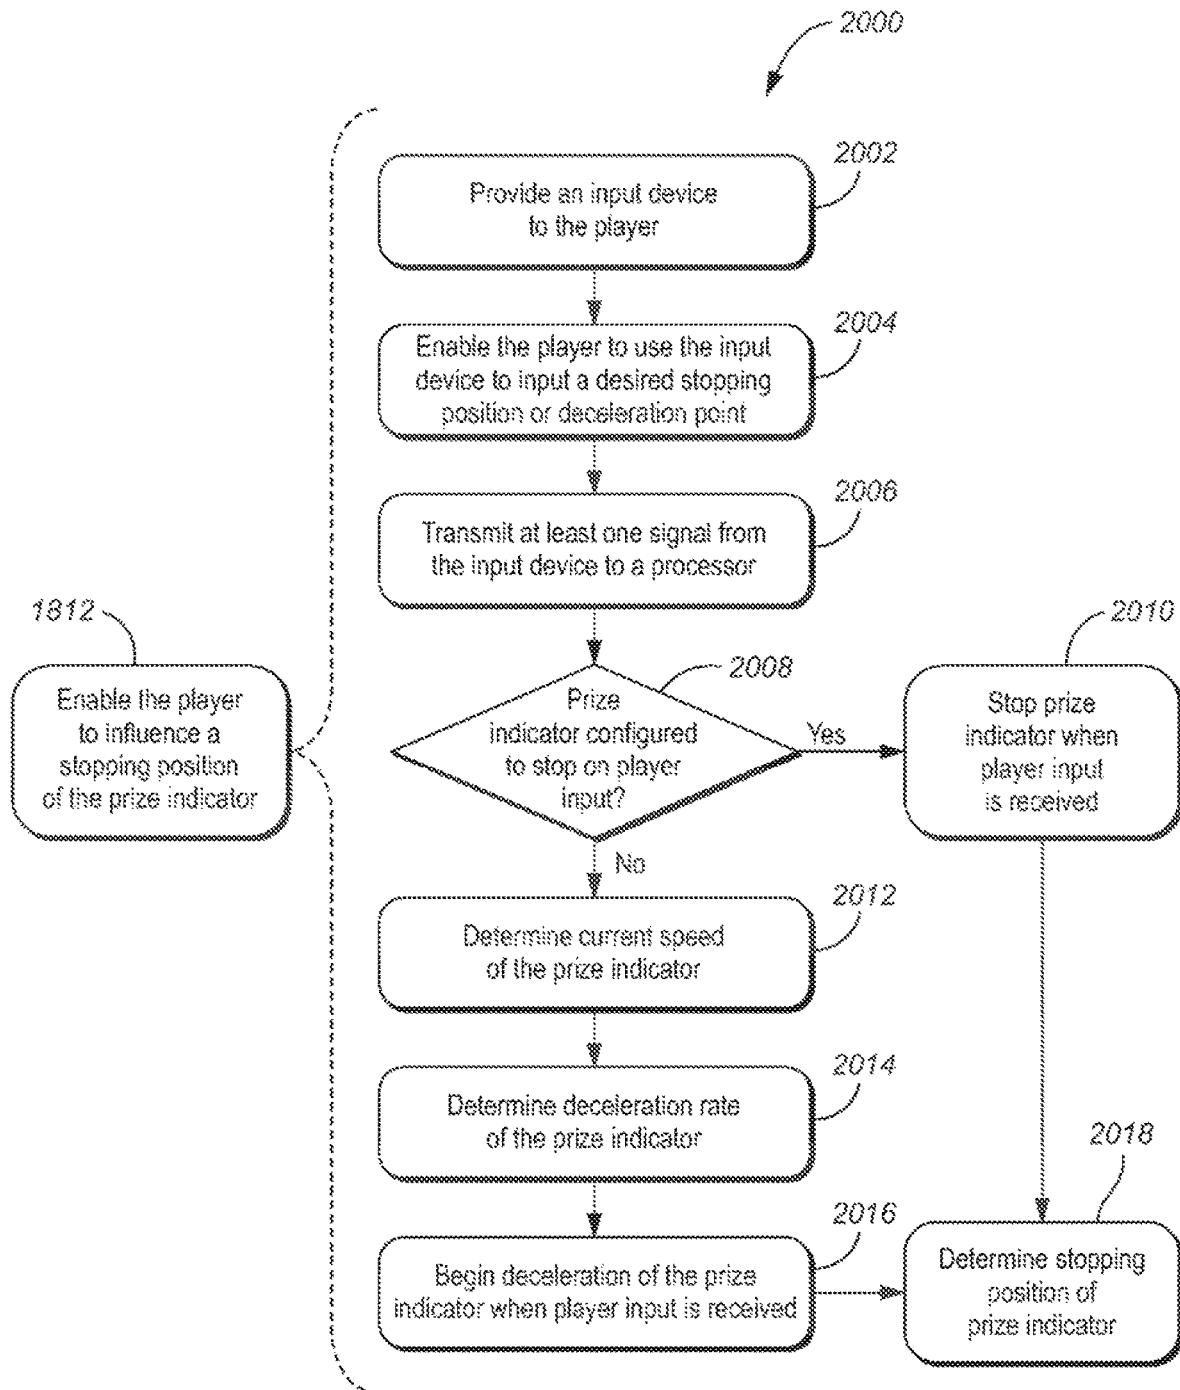 2000
2002
Provide an input device
to the player
2004
Enable the player to use the input
device to input a desired stopping
position or deceleration point
2006
Transmit at least one signal from
the input device to a processor
1812
Enable the player
to influence a
stopping position
of the prize indicator
2008
Prize
indicator configured
to stop on player
input?
Yes
2010
Stop prize
indicator when
player input
is received
No
2012
Determine current speed
of the prize indicator
2014
Determine deceleration rate
of the prize indicator
2016
Begin deceleration of the prize
indicator when player input is received
2018
Determine stopping
position of
prize indicator